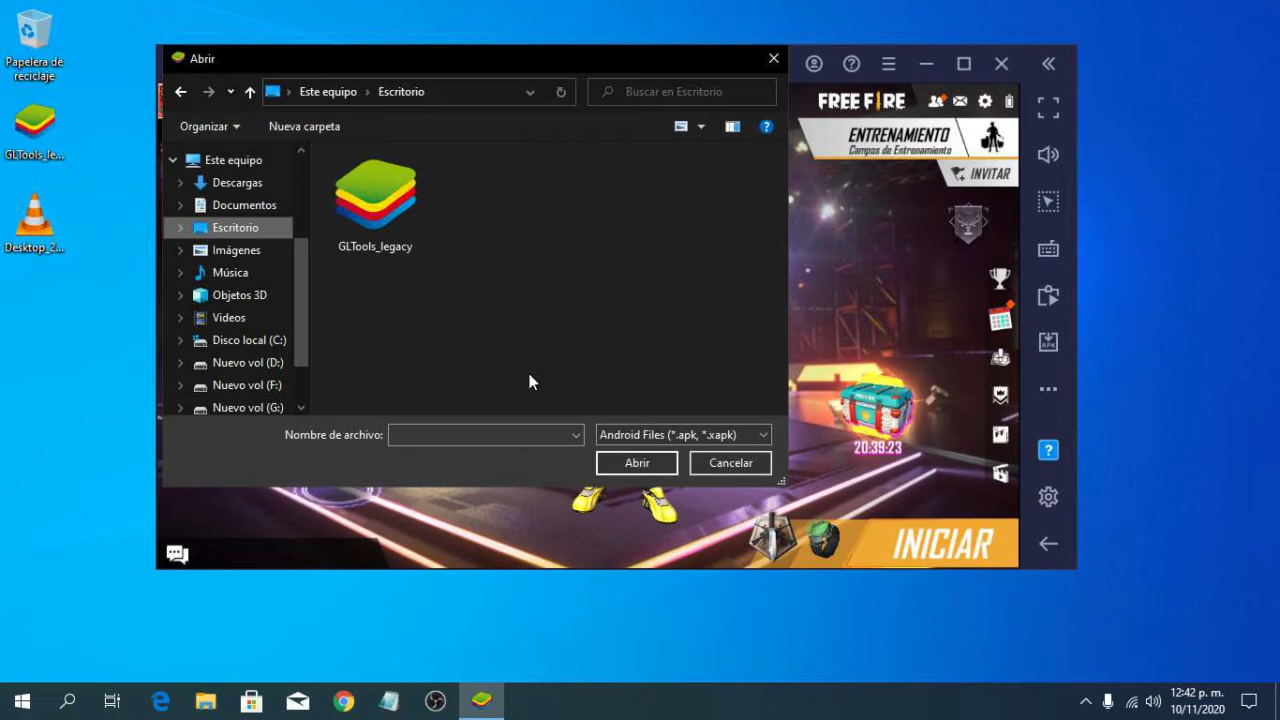 Papelera de
reciclaje
GLTools_le...
Desktop_2...
Abrir
Este equipo
Escritorio
Buscar en Escritorio
Organizar
Nueva carpeta
Este equipo
Descargas
Documentos
Escritorio
Imágenes
Música
Objetos 3D
Videos
Disco local (C:)
Nuevo vol (D:)
Nuevo vol (F:)
Nuevo vol (G:)
GLTools_legacy
Nombre de archivo:
Android Files (*.apk, *.xapk)
Abrir
Cancelar
FREE FIRE
ENTRENAMIENTO
Campos de Entrenamiento
INVITAR
APK
20:39:23
INICIAR
12:42 p. m.
10/11/2020